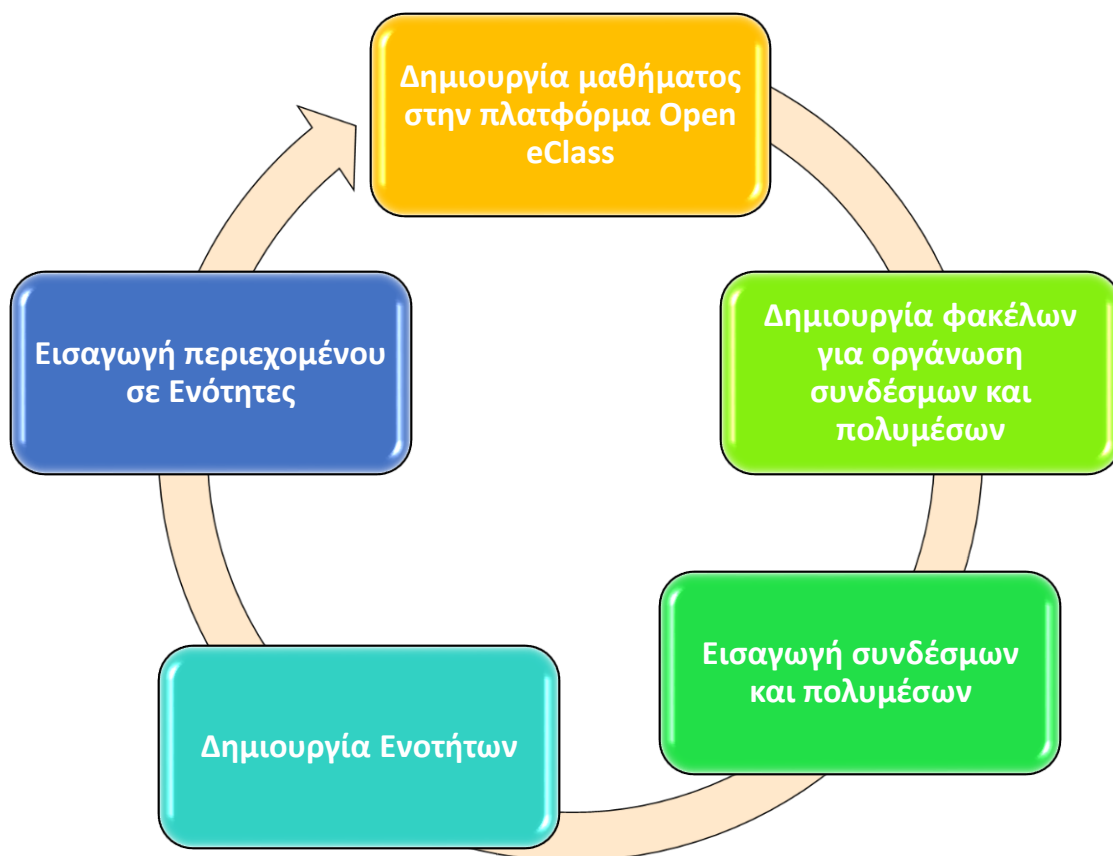 Δημιουργία μαθήματος
στην πλατφόρμα Open
eClass
Δημιουργία φακέλων
για οργάνωση
συνδέσμων και
πολυμέσων
Εισαγωγή συνδέσμων
και πολυμέσων
Δημιουργία Ενοτήτων
Εισαγωγή περιεχομένου
σε Ενότητες